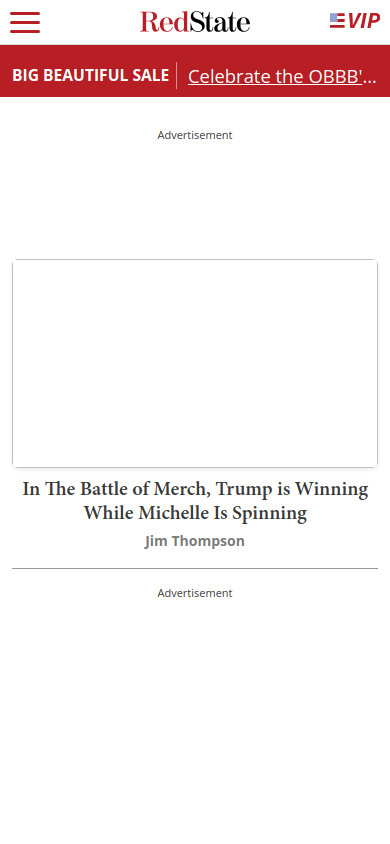 RedState
VIP
BIG BEAUTIFUL SALE
Celebrate the OBBB'...
Advertisement
In The Battle of Merch, Trump is Winning
While Michelle Is Spinning
Jim Thompson
Advertisement